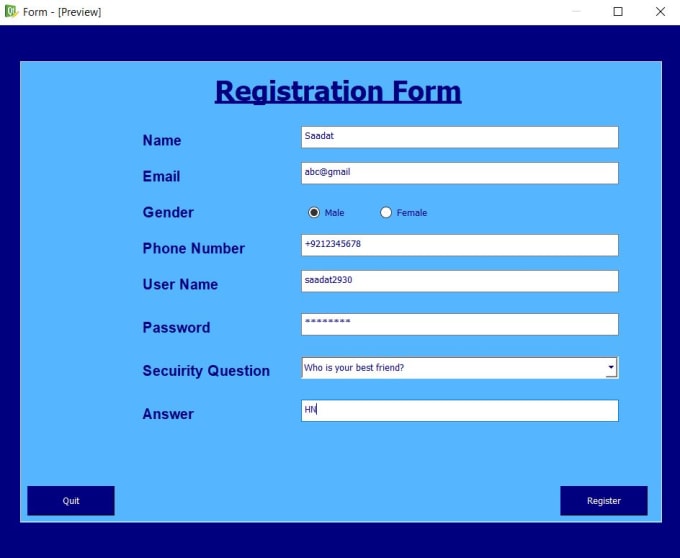 Form - [Preview]
Registration Form
Name Saadat
Email abc@gmail
Gender Male Female
Phone Number +9212345678
User Name saadat2930
Password ********
Secuirity Question Who is your best friend?
Answer HN
Quit Register